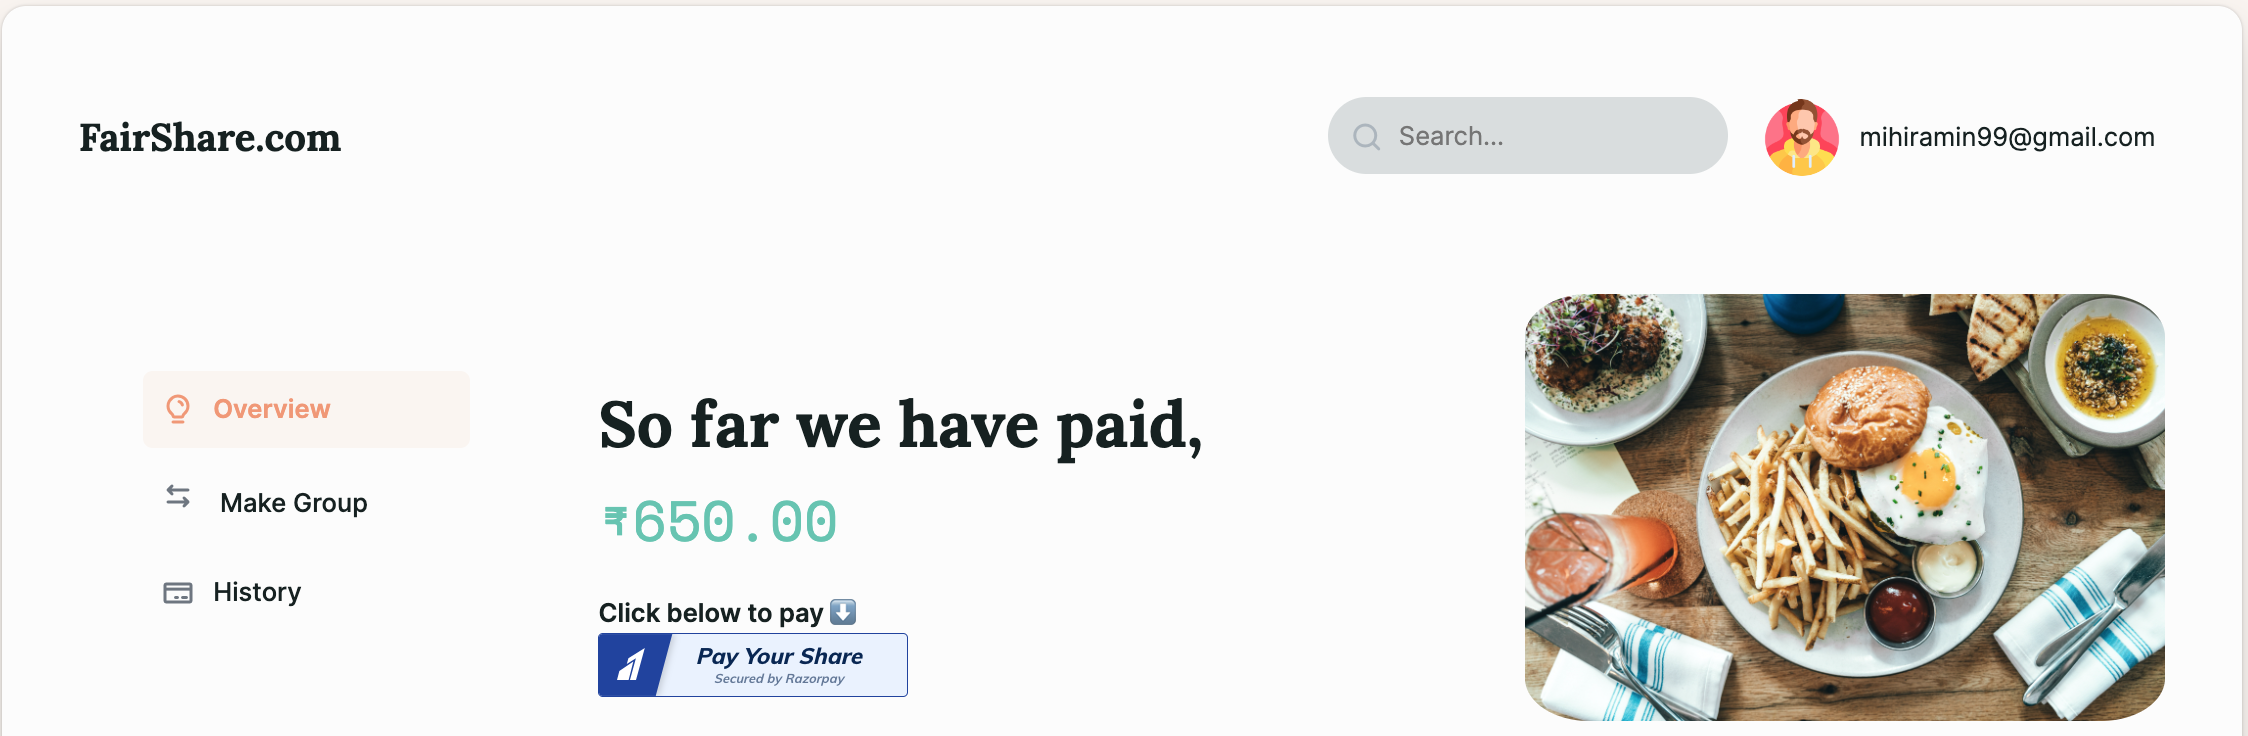 FairShare.com
Search...
mihiramin99@gmail.com
Overview
Make Group
History
So far we have paid,
₹650.00
Click below to pay ⬇️
Pay Your Share
Secured by Razorpay